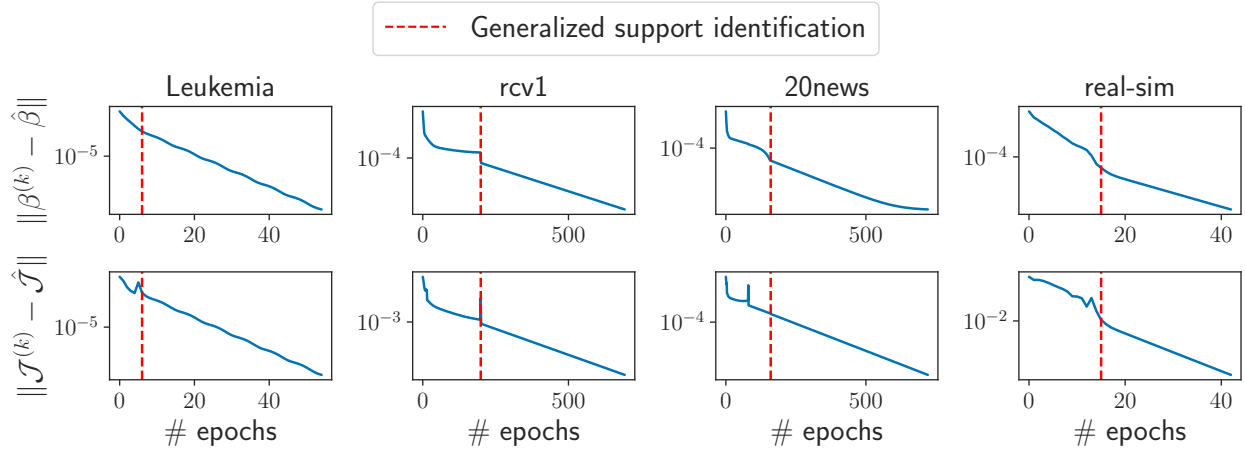 Generalized support identification
Leukemia rcv1 20news real-sim
‖β^(k) − β̂‖
10^−5 10^−4 10^−4 10^−4
0 20 40 0 500 0 500 0 20 40
‖𝒥^(k) − 𝒥̂‖
10^−5 10^−3 10^−4 10^−2
0 20 40 0 500 0 500 0 20 40
# epochs # epochs # epochs # epochs